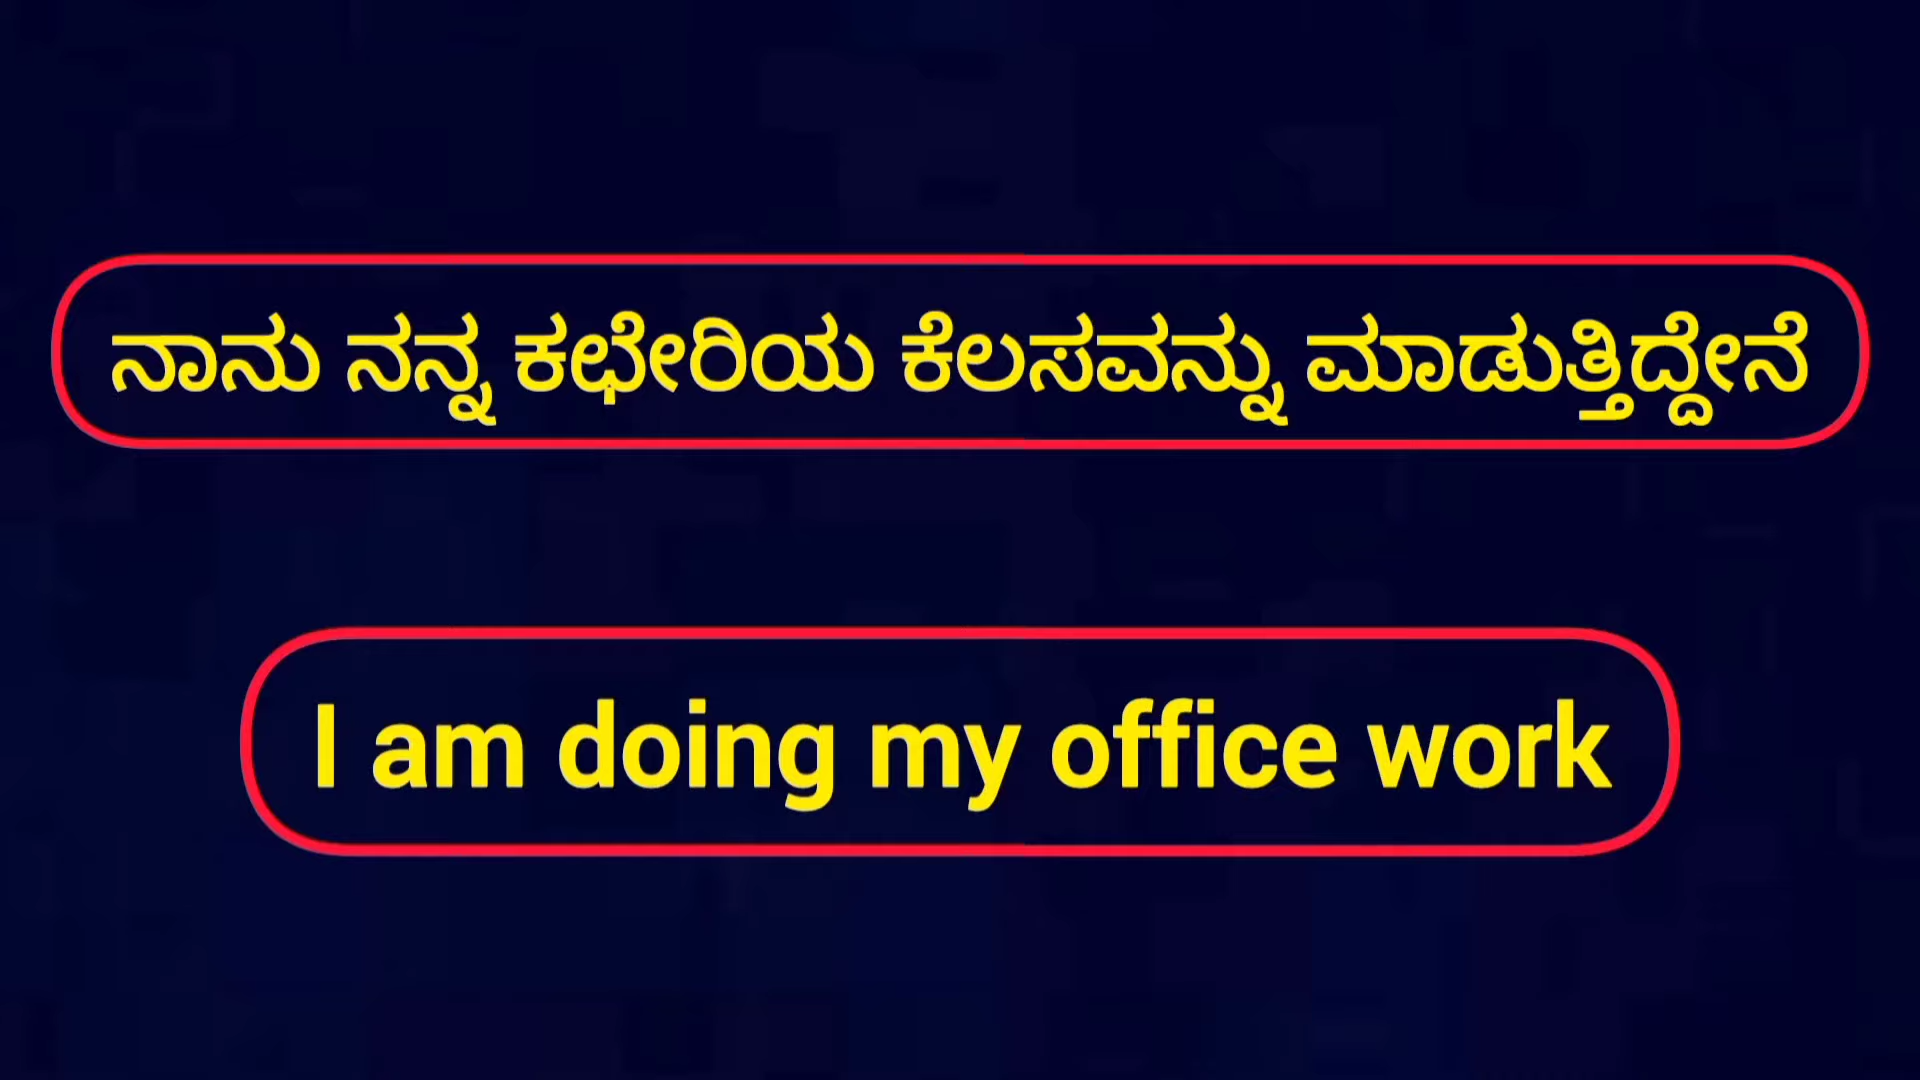 ನಾನು ನನ್ನ ಕಛೇರಿಯ ಕೆಲಸವನ್ನು ಮಾಡುತ್ತಿದ್ದೇನೆ
I am doing my office work